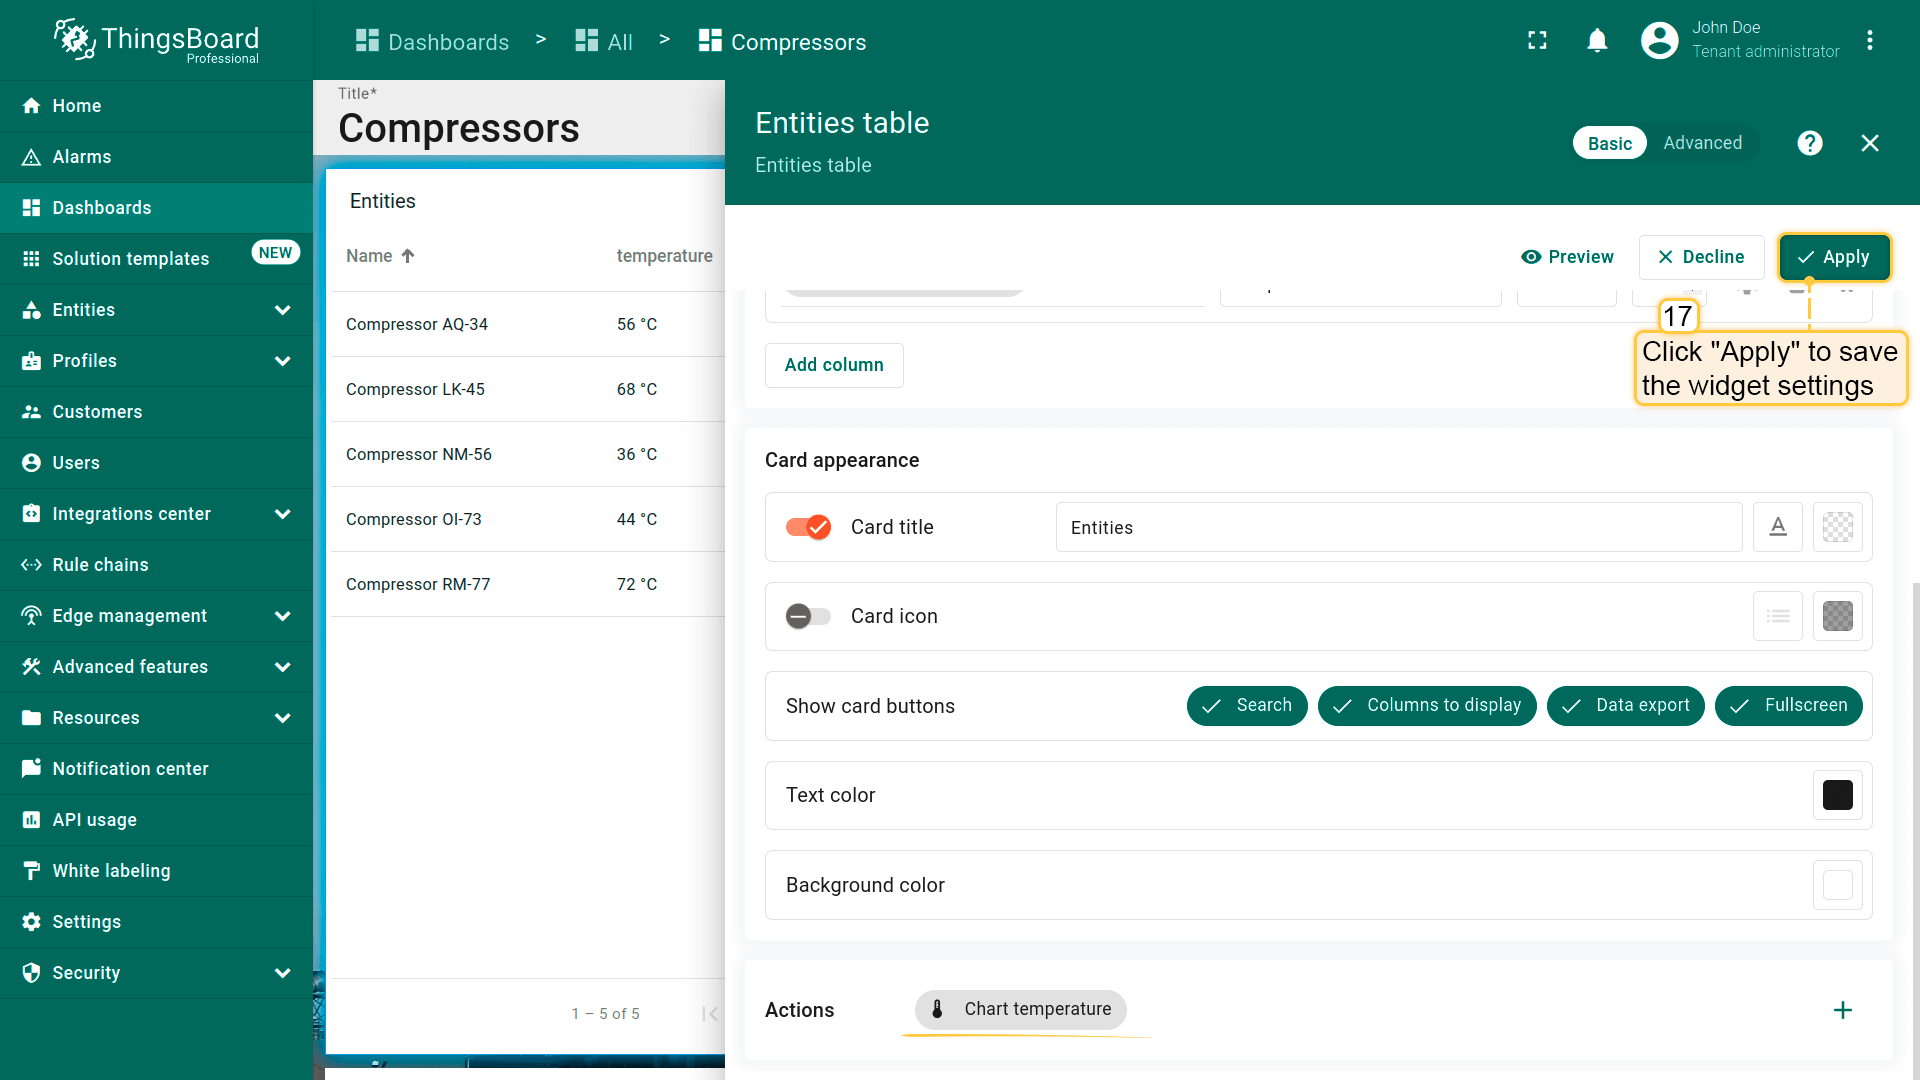 ThingsBoard
Professional
Dashboards > All > Compressors
John Doe
Tenant administrator
Home
Alarms
Dashboards
Solution templates NEW
Entities
Profiles
Customers
Users
Integrations center
Rule chains
Edge management
Advanced features
Resources
Notification center
API usage
White labeling
Settings
Security
Title*
Compressors
Entities
Name temperature
Compressor AQ-34 56 °C
Compressor LK-45 68 °C
Compressor NM-56 36 °C
Compressor OI-73 44 °C
Compressor RM-77 72 °C
1 – 5 of 5
Entities table
Entities table
Basic Advanced
Preview Decline Apply
17
Click "Apply" to save
the widget settings
Add column
Card appearance
Card title Entities
Card icon
Show card buttons Search Columns to display Data export Fullscreen
Text color
Background color
Actions Chart temperature